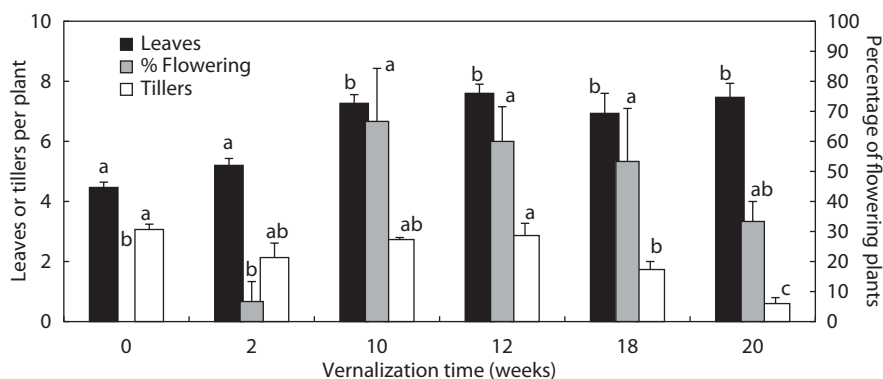 10
8
6
4
2
0
Leaves or tillers per plant
Leaves
% Flowering
Tillers
a
b
a
a
b
ab
b
a
ab
b
a
a
b
a
b
b
ab
c
100
90
80
70
60
50
40
30
20
10
0
Percentage of flowering plants
0 2 10 12 18 20
Vernalization time (weeks)